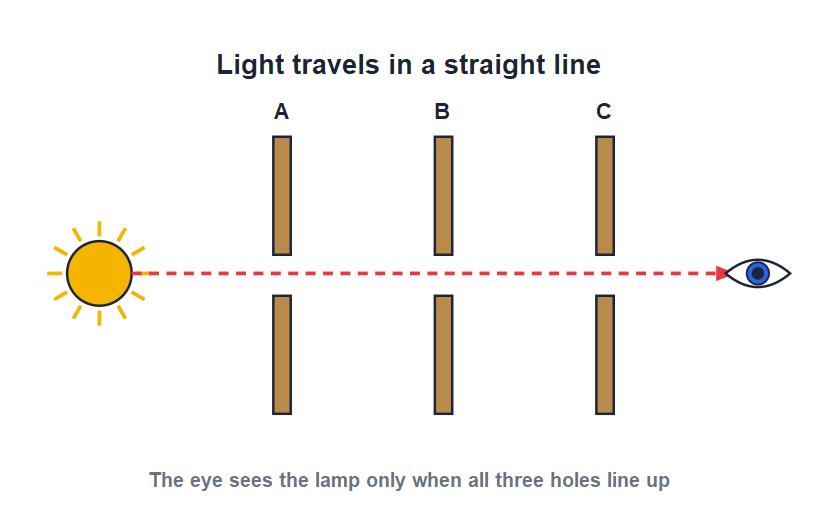 Light travels in a straight line
A B C
The eye sees the lamp only when all three holes line up